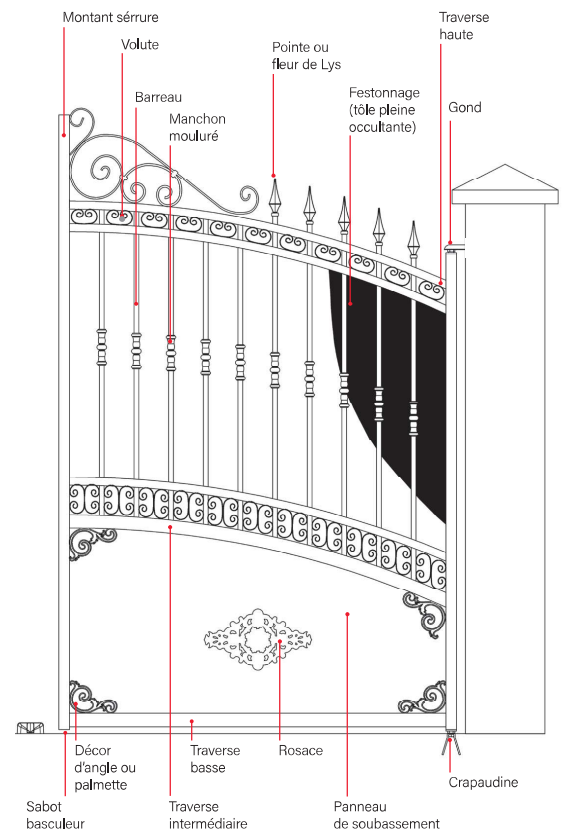 Montant sérrure
Volute
Barreau
Manchon
mouluré
Pointe ou
fleur de Lys
Festonnage
(tôle pleine
occultante)
Traverse
haute
Gond
Décor
d'angle ou
palmette
Traverse
basse
Rosace
Crapaudine
Sabot
basculeur
Traverse
intermédiaire
Panneau
de soubassement